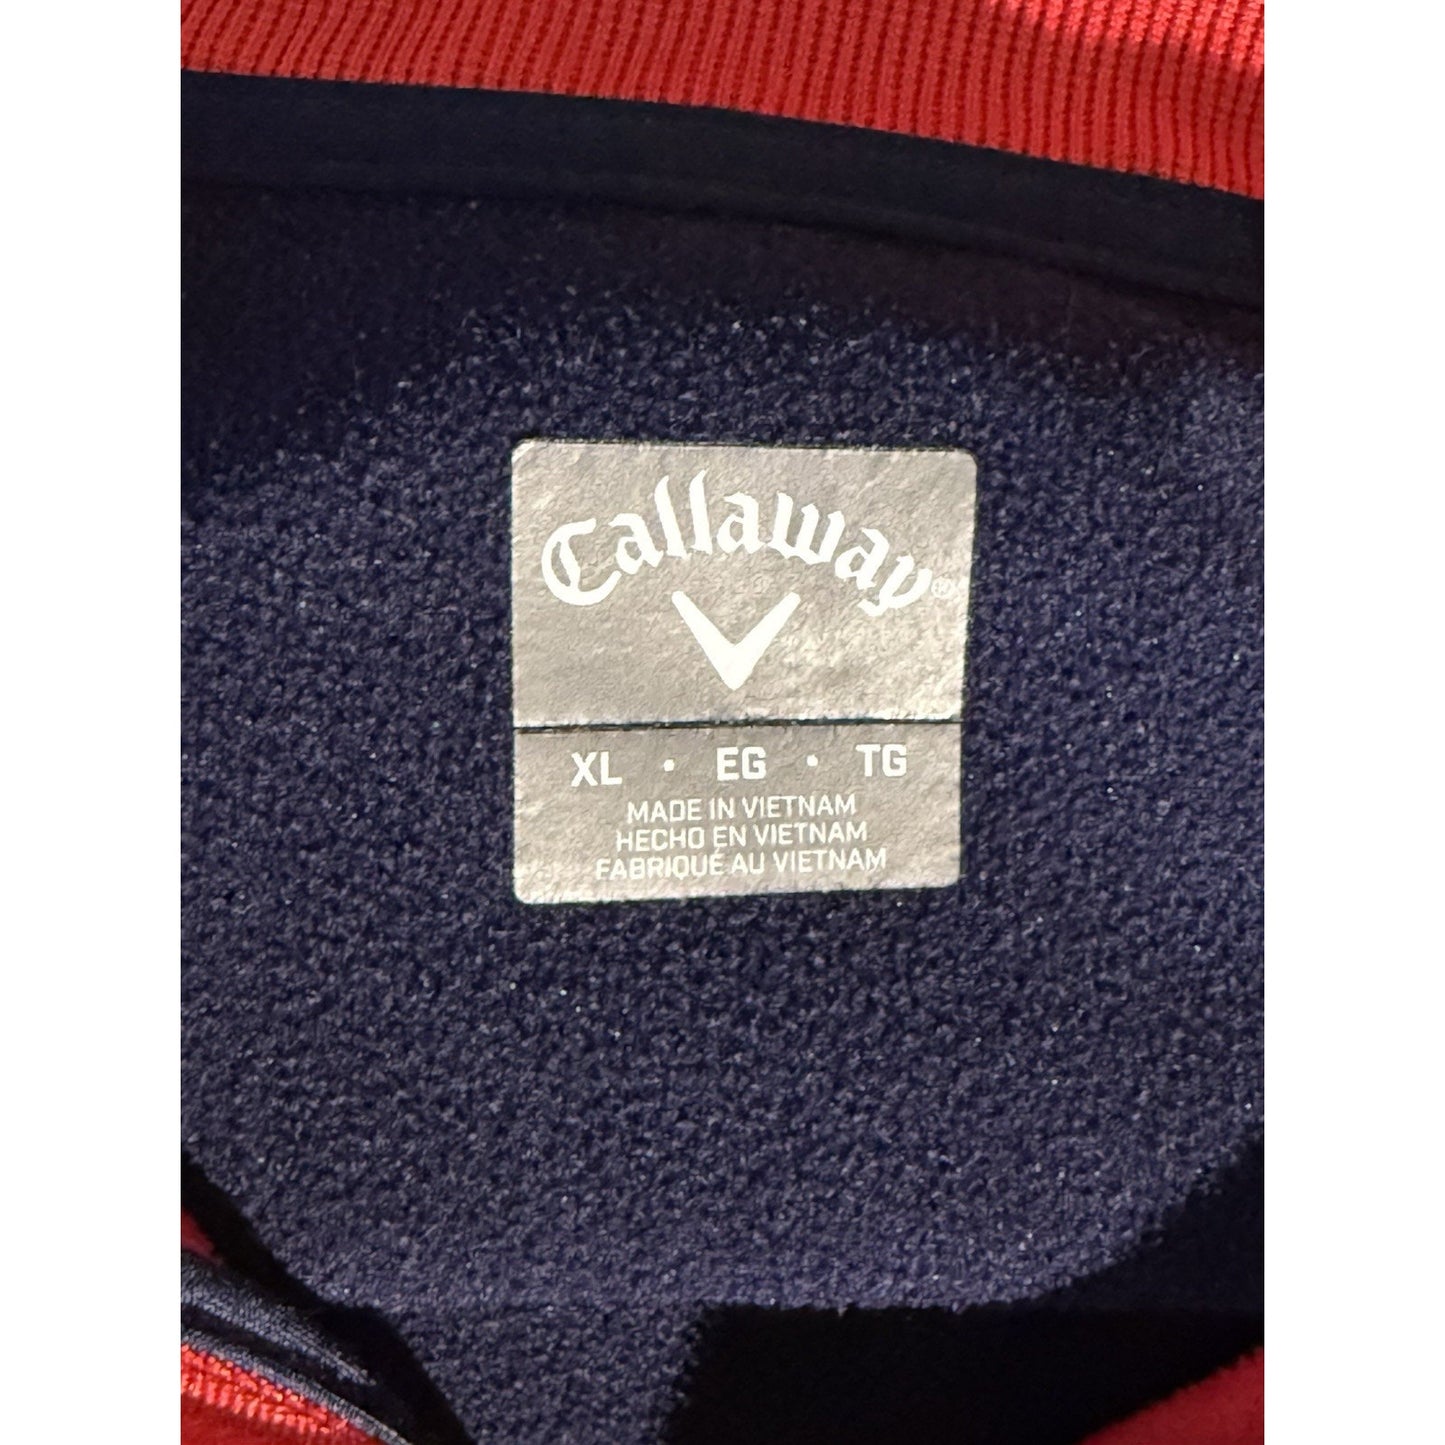 Callaway®
XL • EG • TG
MADE IN VIETNAM
HECHO EN VIETNAM
FABRIQUÉ AU VIETNAM